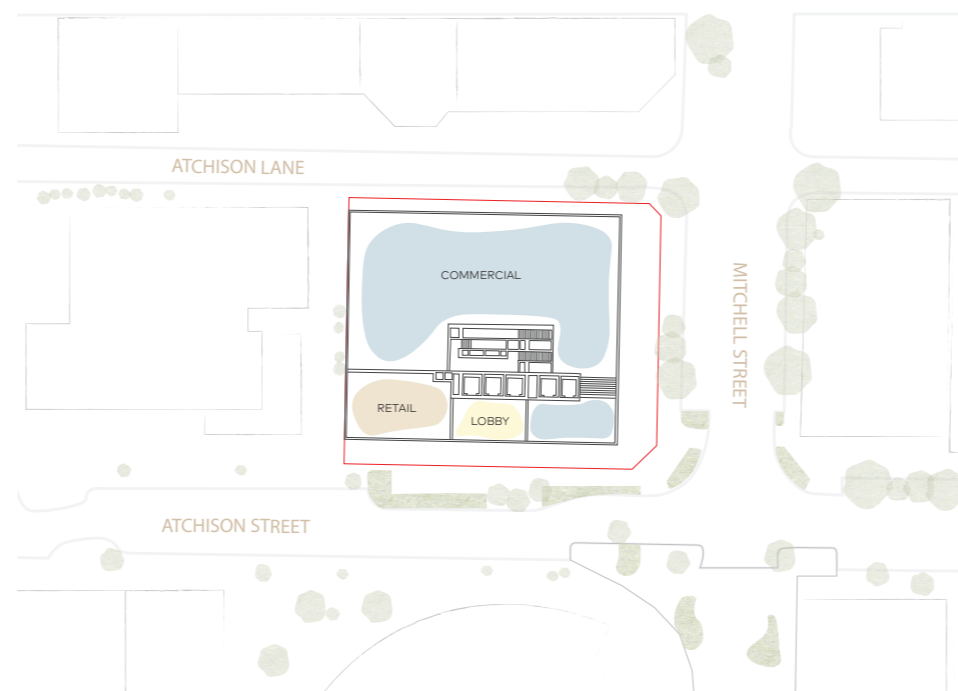 ATCHISON LANE
COMMERCIAL
MITCHELL STREET
RETAIL
LOBBY
ATCHISON STREET